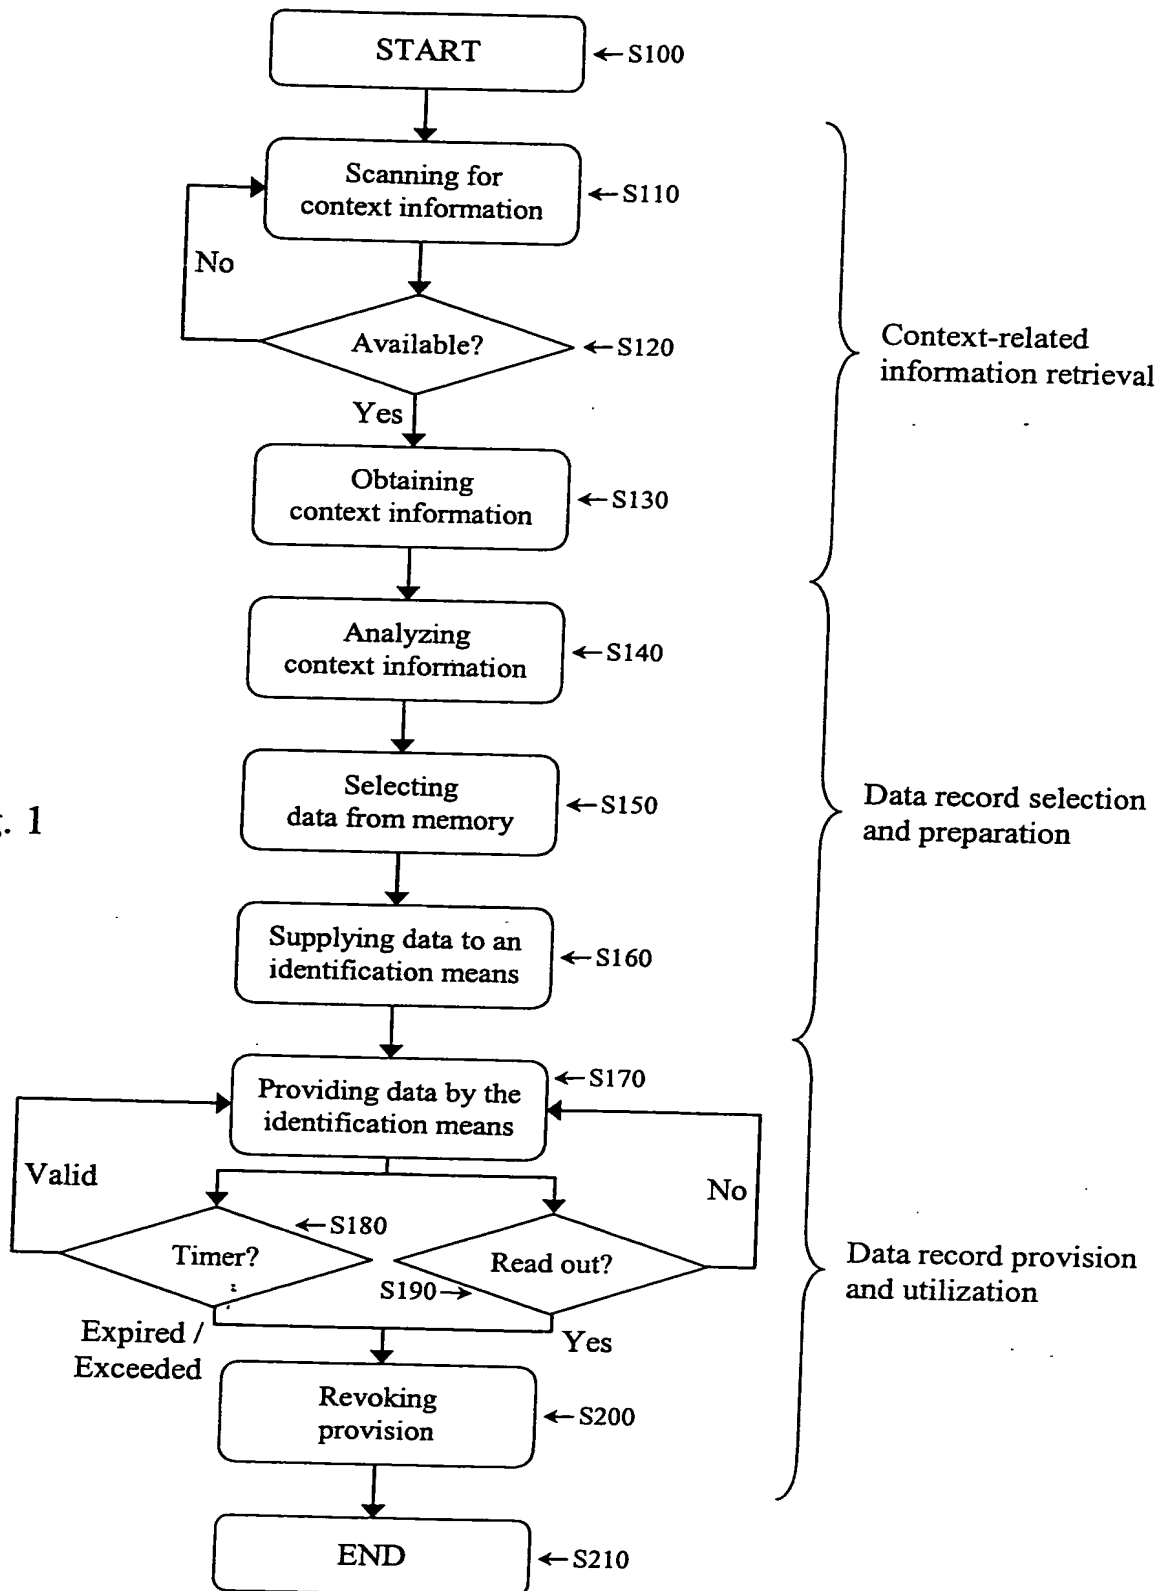 START
←S100
Scanning for
context information
←S110
No
Available?
←S120
Yes
Context-related
information retrieval
Obtaining
context information
←S130
Analyzing
context information
←S140
Selecting
data from memory
←S150
. 1
Data record selection
and preparation
Supplying data to an
identification means
←S160
Providing data by the
identification means
←S170
Valid
No
Timer?
←S180
Read out?
S190→
Data record provision
and utilization
Expired /
Exceeded
Yes
Revoking
provision
←S200
END
←S210